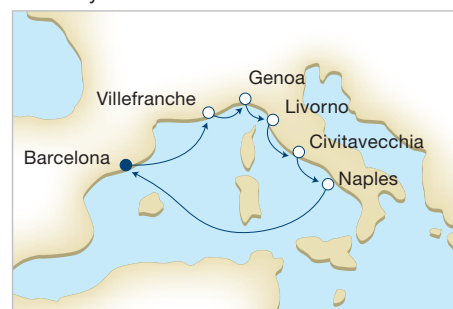 Genoa
Villefranche
Livorno
Civitavecchia
Barcelona
Naples